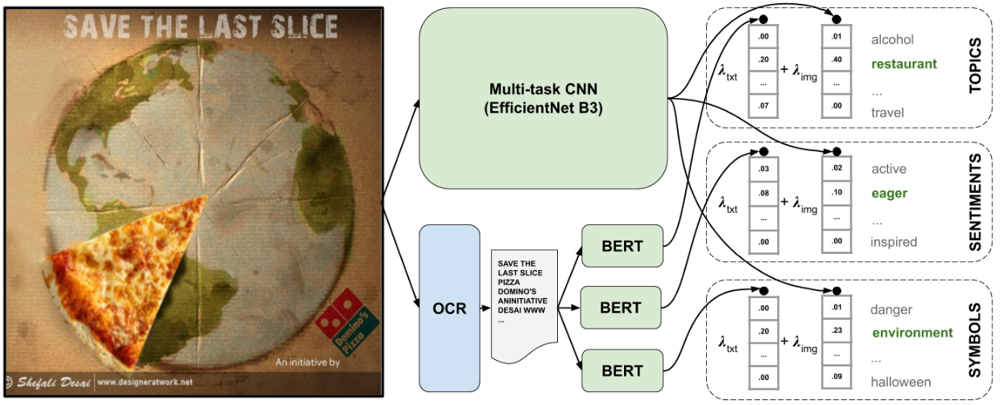 SAVE THE LAST SLICE
Domino's
Pizza
An initiative by
© Shefali Desai | www.designeratwork.net
Multi-task CNN
(EfficientNet B3)
OCR
SAVE THE
LAST SLICE
PIZZA
DOMINO'S
ANINITIATIVE
DESAI WWW
...
BERT
BERT
BERT
λtxt
.00
.20
...
.07
+ λimg
.01
.40
...
.00
alcohol
restaurant
...
travel
TOPICS
λtxt
.03
.08
...
.00
+ λimg
.02
.10
...
.00
active
eager
...
inspired
SENTIMENTS
λtxt
.00
.20
...
.00
+ λimg
.01
.23
...
.09
danger
environment
...
halloween
SYMBOLS